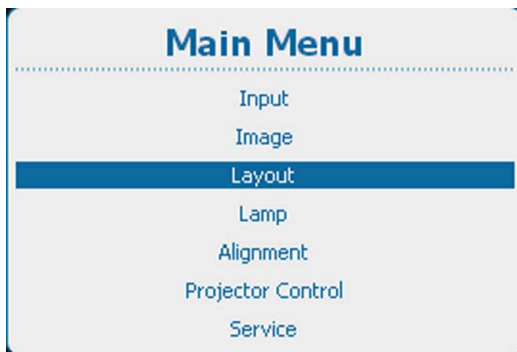 Main Menu
Input
Image
Layout
Lamp
Alignment
Projector Control
Service